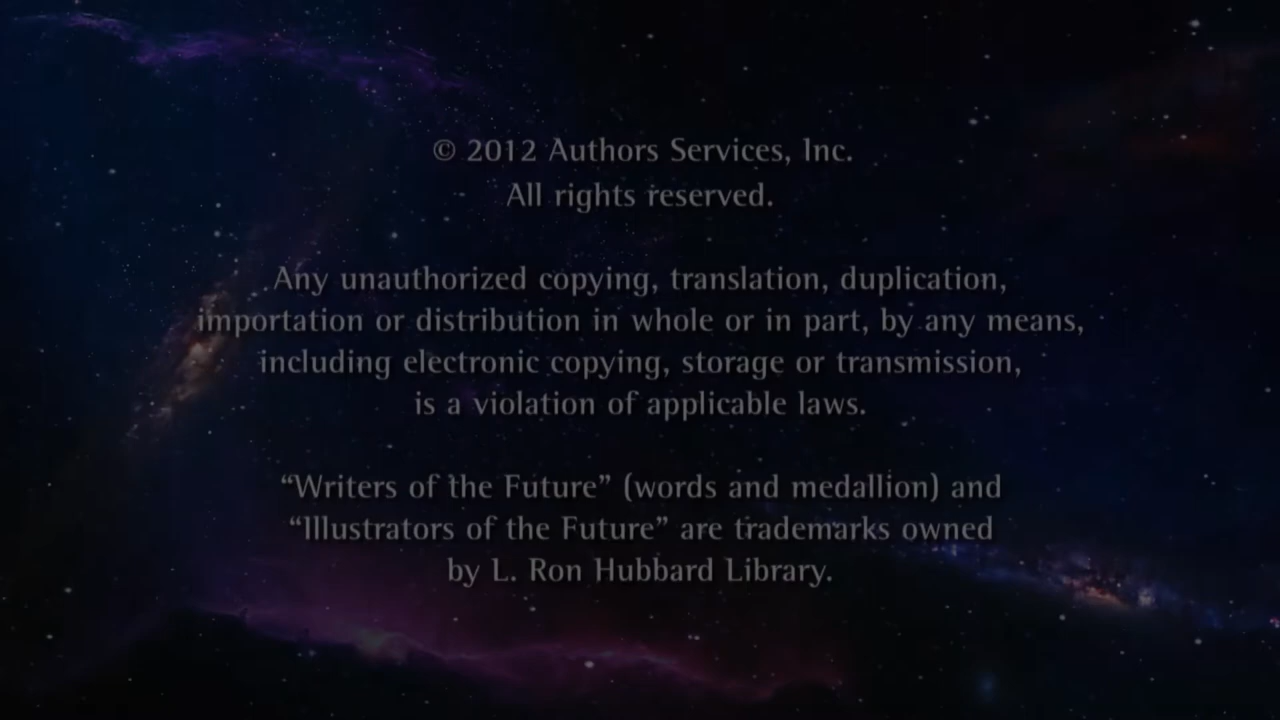 © 2012 Authors Services, Inc.
All rights reserved.
Any unauthorized copying, translation, duplication,
importation or distribution in whole or in part, by any means,
including electronic copying, storage or transmission,
is a violation of applicable laws.
“Writers of the Future” (words and medallion) and
“Illustrators of the Future” are trademarks owned
by L. Ron Hubbard Library.